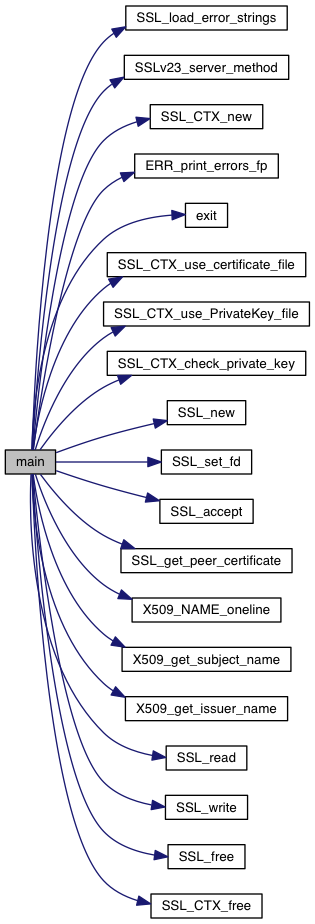 SSL_load_error_strings
SSLv23_server_method
SSL_CTX_new
ERR_print_errors_fp
exit
SSL_CTX_use_certificate_file
SSL_CTX_use_PrivateKey_file
SSL_CTX_check_private_key
SSL_new
main
SSL_set_fd
SSL_accept
SSL_get_peer_certificate
X509_NAME_oneline
X509_get_subject_name
X509_get_issuer_name
SSL_read
SSL_write
SSL_free
SSL_CTX_free